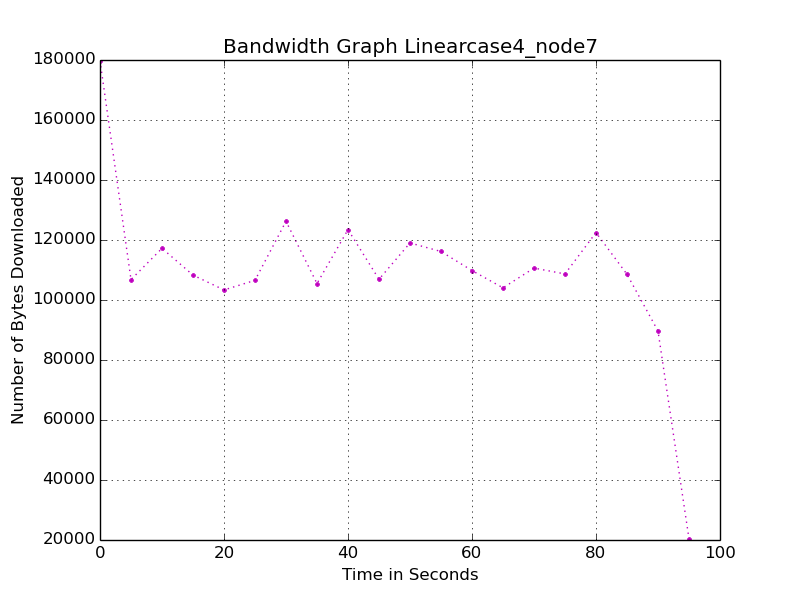 Bandwidth Graph Linearcase4_node7
180000
160000
140000
120000
100000
80000
60000
40000
20000
Number of Bytes Downloaded
0 20 40 60 80 100
Time in Seconds